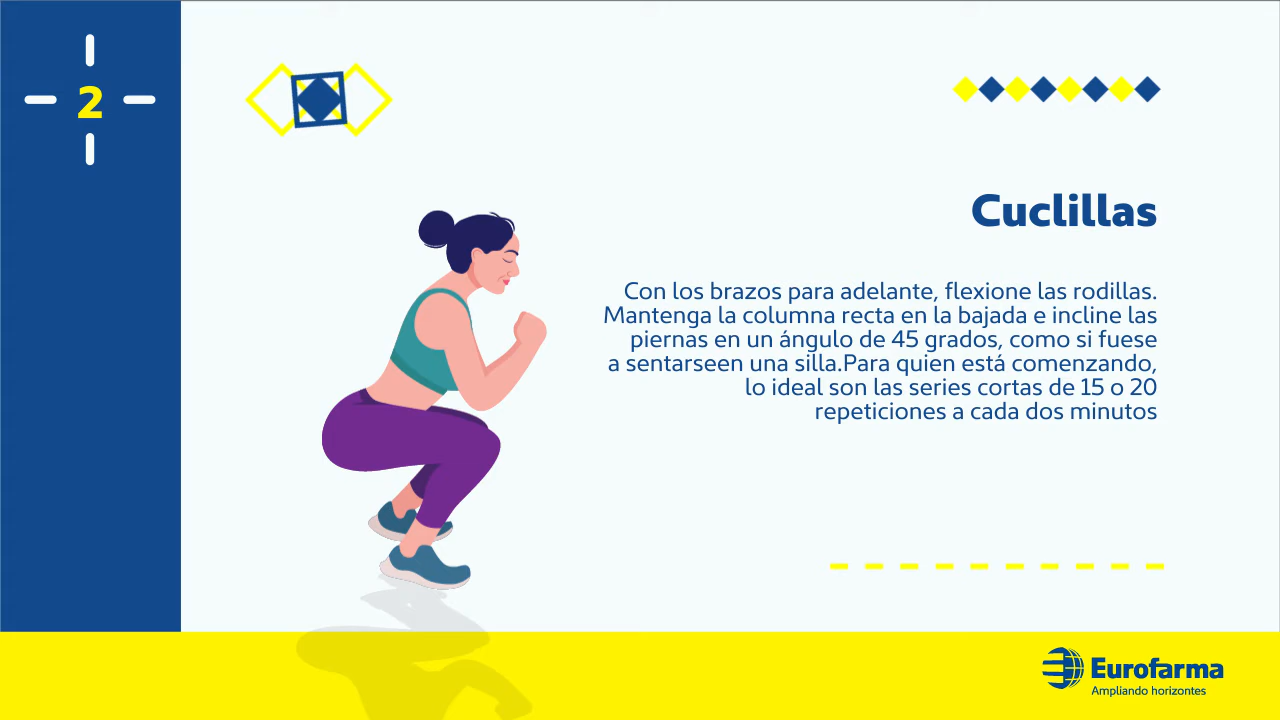 2
Cuclillas
Con los brazos para adelante, flexione las rodillas.
Mantenga la columna recta en la bajada e incline las
piernas en un ángulo de 45 grados, como si fuese
a sentarseen una silla.Para quien está comenzando,
lo ideal son las series cortas de 15 o 20
repeticiones a cada dos minutos
Eurofarma
Ampliando horizontes